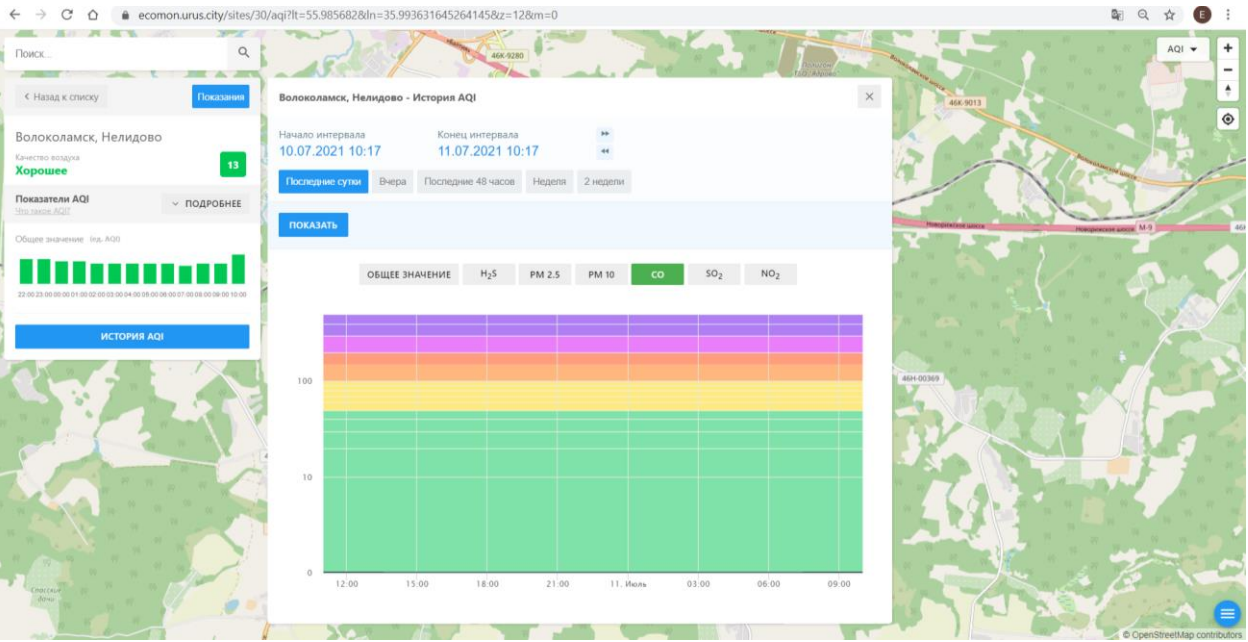 ecomon.urus.city/sites/30/aqi?lt=55.985682&ln=35.993631645264145&z=12&m=0
E
Поиск...
46К-9280
AQI
Назад к списку
Показания
Волоколамск, Нелидово - История AQI
46К-9013
Волоколамск, Нелидово
Начало интервала
Конец интервала
10.07.2021 10:17
11.07.2021 10:17
Качество воздуха
Хорошее
13
Последние сутки
Вчера
Последние 48 часов
Неделя
2 недели
Показатели AQI
Что такое AQI?
ПОДРОБНЕЕ
ПОКАЗАТЬ
Новорижское шоссе
Новорижское шоссе
М-9
Общее значение (ед. AQI)
ОБЩЕЕ ЗНАЧЕНИЕ
H₂S
PM 2.5
PM 10
CO
SO₂
NO₂
22:00 23:00 00:00 01:00 02:00 03:00 04:00 05:00 06:00 07:00 08:00 09:00 10:00
ИСТОРИЯ AQI
100
46Н-00369
10
0
12:00
15:00
18:00
21:00
11. Июль
03:00
06:00
09:00
Спасские дачи
© OpenStreetMap contributors